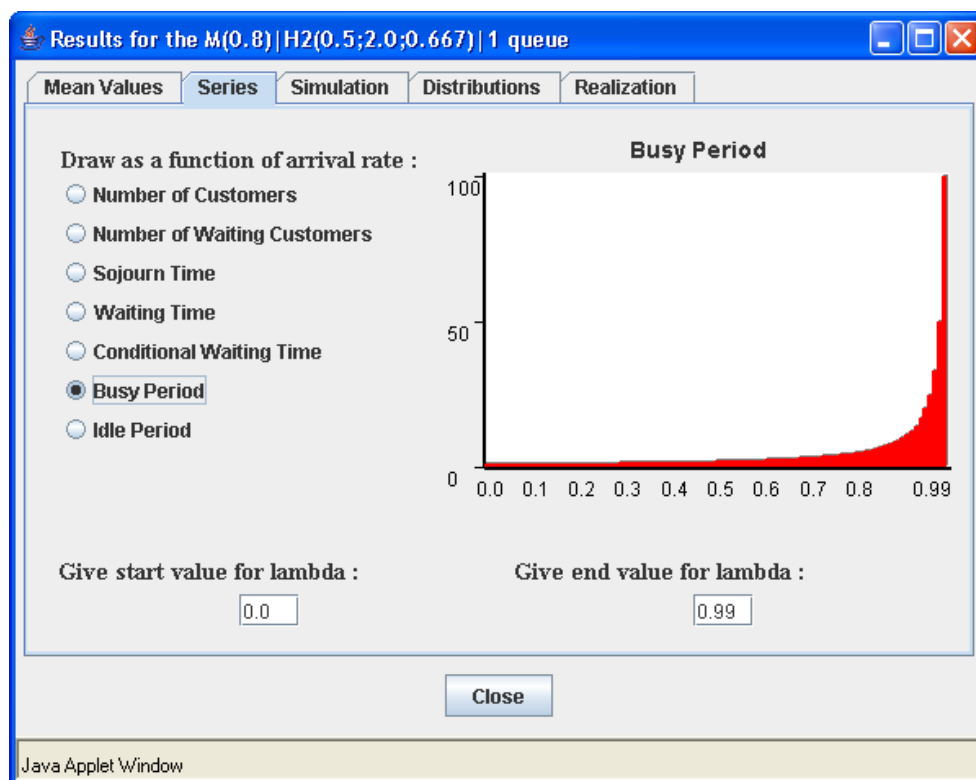 Results for the M(0.8)|H2(0.5;2.0;0.667)|1 queue
Mean Values Series Simulation Distributions Realization
Draw as a function of arrival rate :
Number of Customers
Number of Waiting Customers
Sojourn Time
Waiting Time
Conditional Waiting Time
Busy Period
Idle Period
Busy Period
100
50
0
0.0 0.1 0.2 0.3 0.4 0.5 0.6 0.7 0.8 0.99
Give start value for lambda :
0.0
Give end value for lambda :
0.99
Close
Java Applet Window